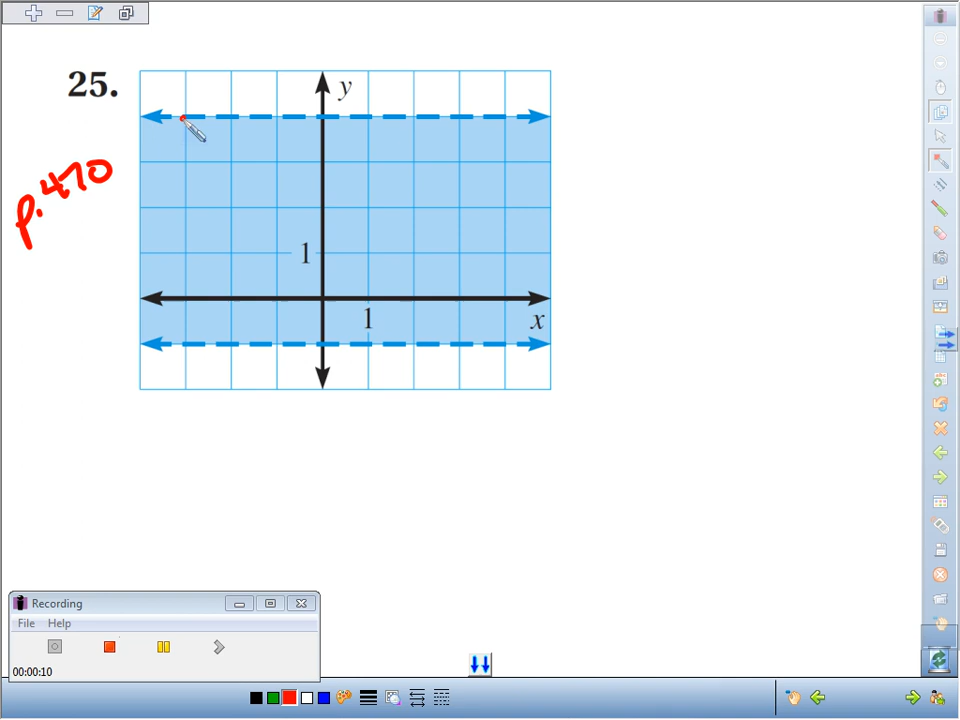 25.
y
p.470
1
1
x
Recording
File Help
00:00:10